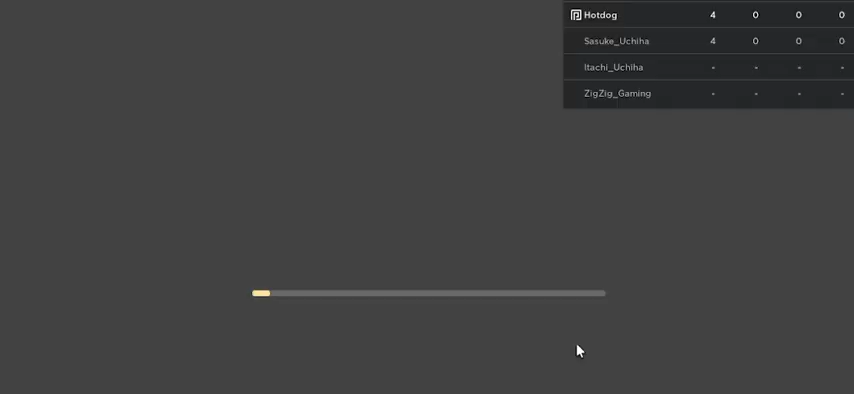 Hotdog 4 0 0 0
Sasuke_Uchiha 4 0 0 0
Itachi_Uchiha - - - -
ZigZig_Gaming - - - -